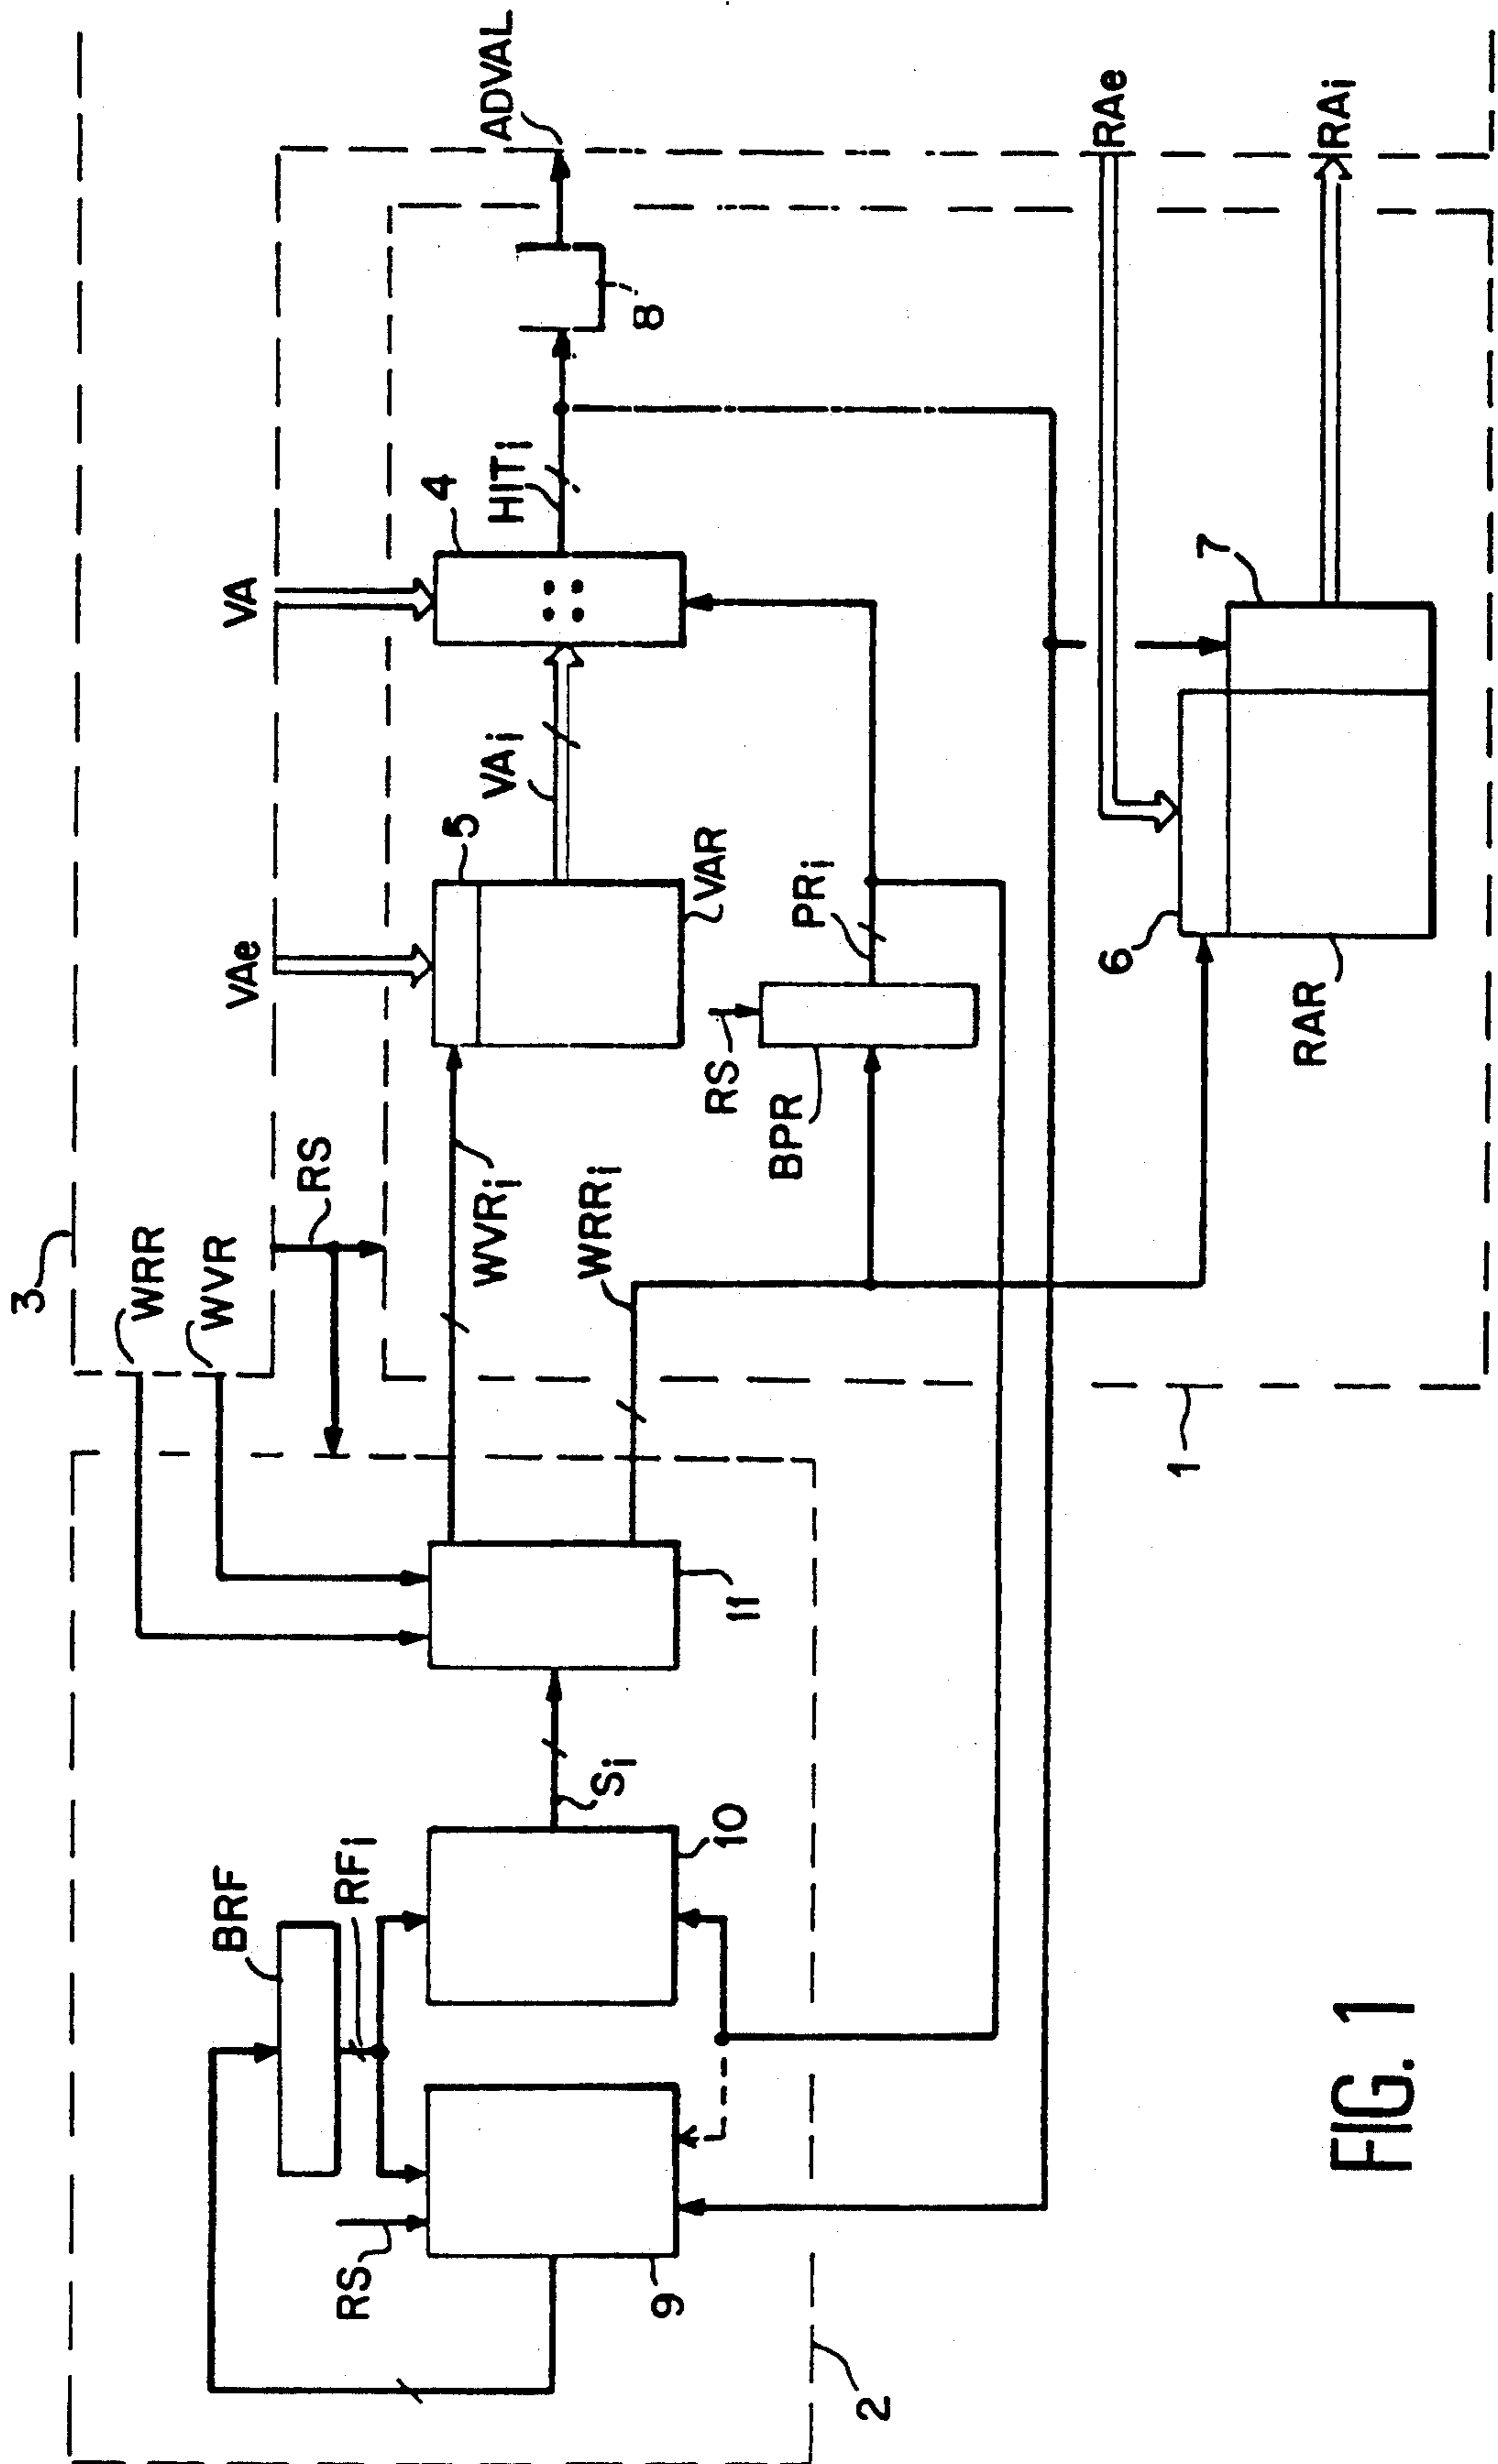 3
WRR
WVR
RS
VAe
VA
ADVAL
BRF
RFi
RS
9
10
Si
11
WVRi
WRRi
5
VAi
VAR
4
HITi
8
RS
BPR
PRi
RAe
RAi
6
7
RAR
1
2
FIG. 1